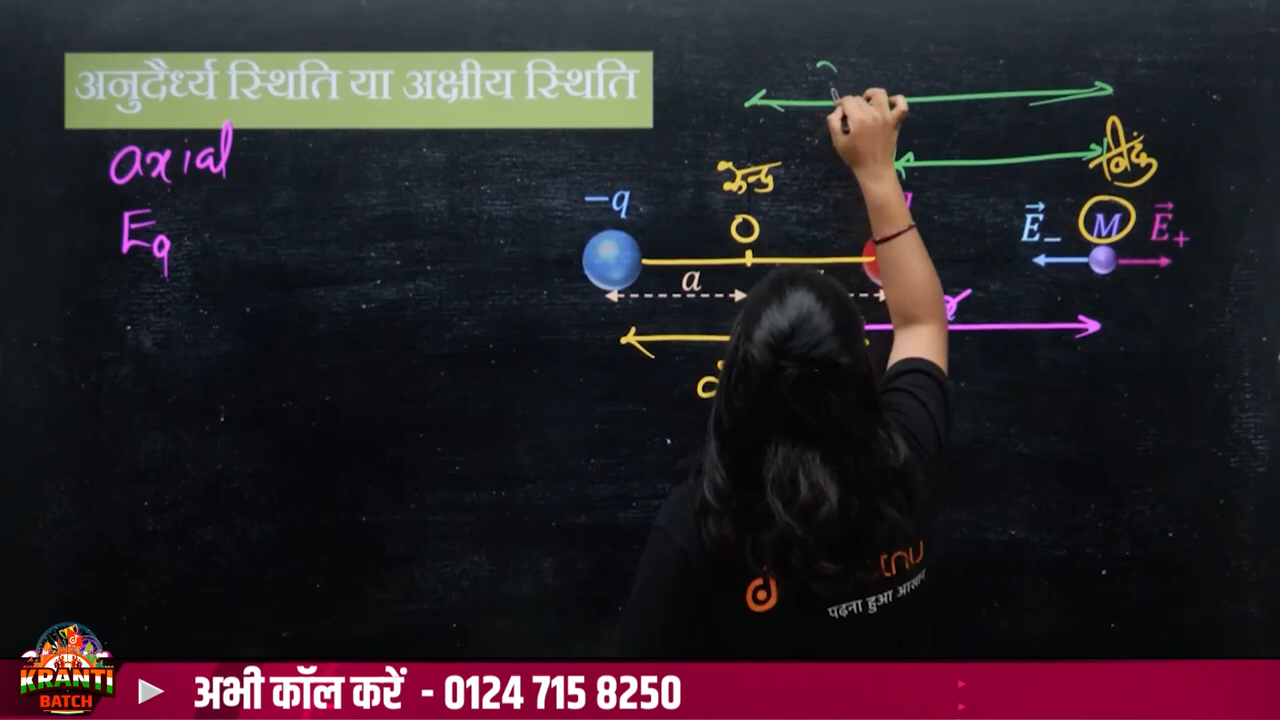 अनुदैर्ध्य स्थिति या अक्षीय स्थिति
axial
Eq
केन्द्र
बिंदु
−q
O
M
E⃗−
E⃗+
a
पढ़ना हुआ आसान
KRANTI
BATCH
अभी कॉल करें - 0124 715 8250